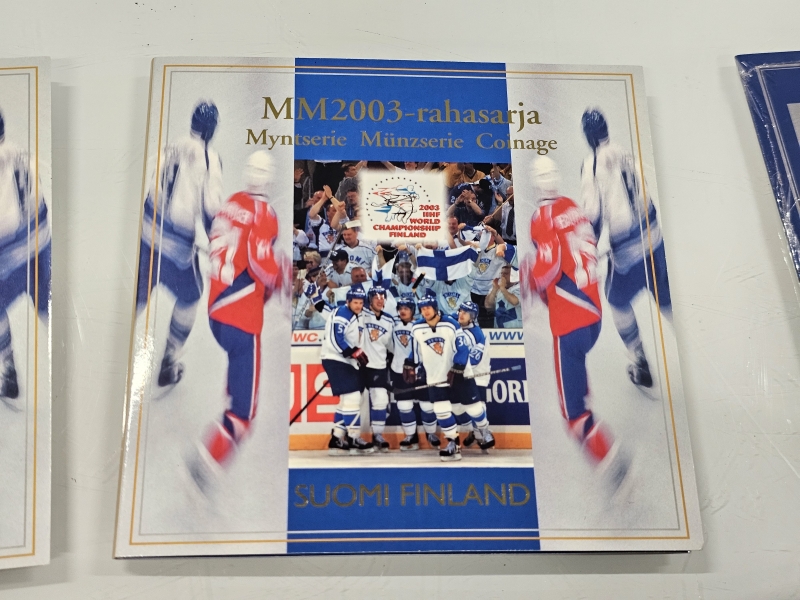 MM2003-rahasarja
Myntserie Münzserie Coinage
2003
IIHF
WORLD
CHAMPIONSHIP
FINLAND
SUOMI FINLAND